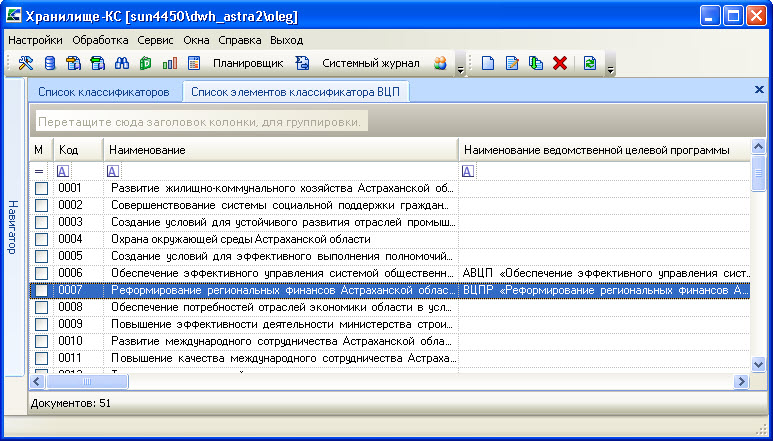 Хранилище-КС [sun4450\dwh_astra2\oleg]
Настройки Обработка Сервис Окна Справка Выход
Планировщик Системный журнал
Список классификаторов Список элементов классификатора ВЦП
Перетащите сюда заголовок колонки, для группировки.
М Код Наименование Наименование ведомственной целевой программы
= A A A
0001 Развитие жилищно-коммунального хозяйства Астраханской об...
0002 Совершенствование системы социальной поддержки граждан...
0003 Создание условий для устойчивого развития отраслей промыш...
0004 Охрана окружающей среды Астраханской области
0005 Создание условий для эффективного выполнения полномочий...
0006 Обеспечение эффективного управления системой общественн... АВЦП «Обеспечение эффективного управления сист...
0007 Реформирование региональных финансов Астраханской облас... ВЦПР «Реформирование региональных финансов А...
0008 Обеспечение потребностей отраслей экономики области в усл...
0009 Повышение эффективности деятельности министерства строи...
0010 Развитие международного сотрудничества Астраханской обла...
0011 Повышение качества международного сотрудничества Астраха...
Навигатор
Документов: 51